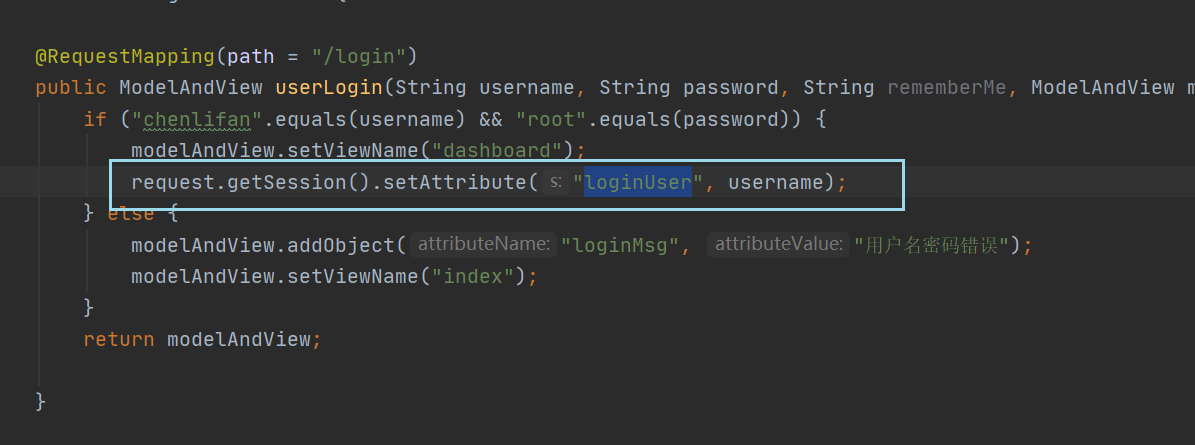 @RequestMapping(path = "/login")
public ModelAndView userLogin(String username, String password, String rememberMe, ModelAndView m
if ("chenlifan".equals(username) && "root".equals(password)) {
modelAndView.setViewName("dashboard");
request.getSession().setAttribute( s: "loginUser", username);
} else {
modelAndView.addObject( attributeName: "loginMsg", attributeValue: "用户名密码错误");
modelAndView.setViewName("index");
}
return modelAndView;
}